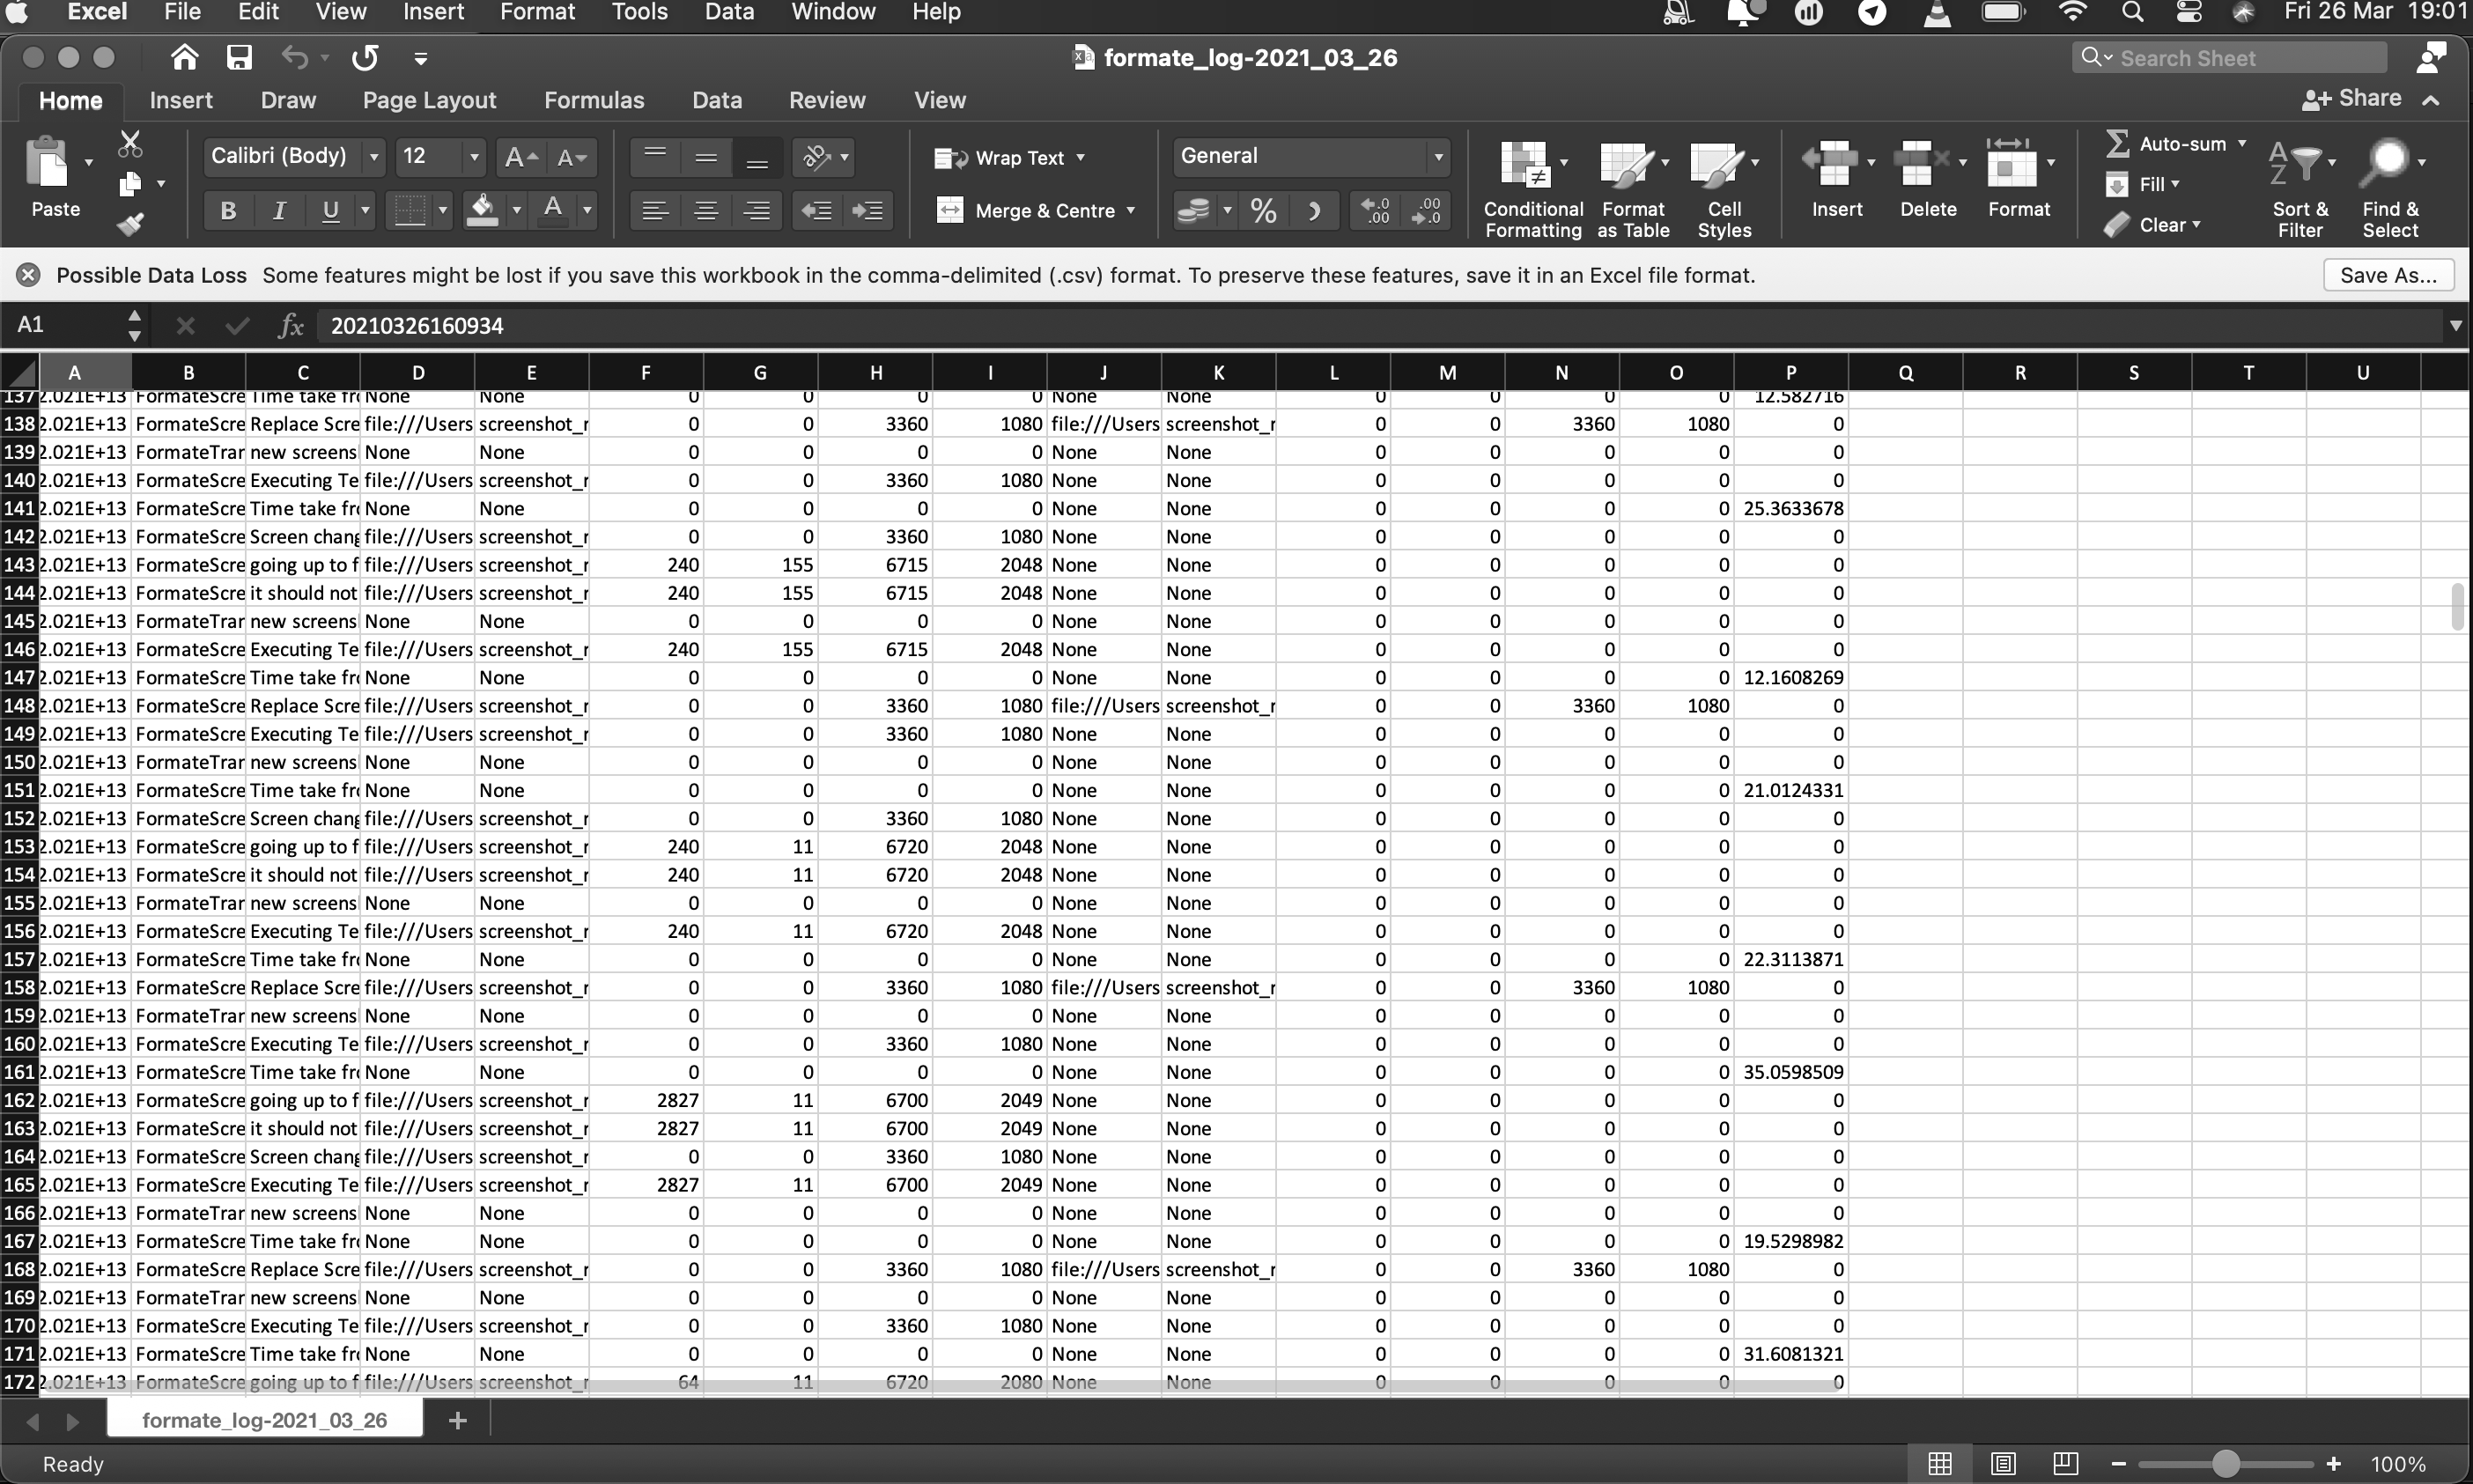 Excel File Edit View Insert Format Tools Data Window Help Fri 26 Mar 19:01
formate_log-2021_03_26 Search Sheet
Home Insert Draw Page Layout Formulas Data Review View Share
Calibri (Body) 12 Wrap Text General Auto-sum
Fill
Paste B I U A Merge & Centre % Conditional Formatting Format as Table Cell Styles Insert Delete Format Clear Sort & Filter Find & Select
Possible Data Loss Some features might be lost if you save this workbook in the comma-delimited (.csv) format. To preserve these features, save it in an Excel file format. Save As...
A1 fx 20210326160934
A B C D E F G H I J K L M N O P Q R S T U
137 2.021E+13 FormateScre Time take fr None None 0 0 0 0 None None 0 0 0 0 12.582716
138 2.021E+13 FormateScre Replace Scre file:///Users screenshot_r 0 0 3360 1080 file:///Users screenshot_r 0 0 3360 1080 0
139 2.021E+13 FormateTrar new screens None None 0 0 0 0 None None 0 0 0 0 0
140 2.021E+13 FormateScre Executing Te file:///Users screenshot_r 0 0 3360 1080 None None 0 0 0 0 0
141 2.021E+13 FormateScre Time take fr None None 0 0 0 0 None None 0 0 0 0 25.3633678
142 2.021E+13 FormateScre Screen chang file:///Users screenshot_r 0 0 3360 1080 None None 0 0 0 0 0
143 2.021E+13 FormateScre going up to f file:///Users screenshot_r 240 155 6715 2048 None None 0 0 0 0 0
144 2.021E+13 FormateScre it should not file:///Users screenshot_r 240 155 6715 2048 None None 0 0 0 0 0
145 2.021E+13 FormateTrar new screens None None 0 0 0 0 None None 0 0 0 0 0
146 2.021E+13 FormateScre Executing Te file:///Users screenshot_r 240 155 6715 2048 None None 0 0 0 0 0
147 2.021E+13 FormateScre Time take fr None None 0 0 0 0 None None 0 0 0 0 12.1608269
148 2.021E+13 FormateScre Replace Scre file:///Users screenshot_r 0 0 3360 1080 file:///Users screenshot_r 0 0 3360 1080 0
149 2.021E+13 FormateScre Executing Te file:///Users screenshot_r 0 0 3360 1080 None None 0 0 0 0 0
150 2.021E+13 FormateTrar new screens None None 0 0 0 0 None None 0 0 0 0 0
151 2.021E+13 FormateScre Time take fr None None 0 0 0 0 None None 0 0 0 0 21.0124331
152 2.021E+13 FormateScre Screen chang file:///Users screenshot_r 0 0 3360 1080 None None 0 0 0 0 0
153 2.021E+13 FormateScre going up to f file:///Users screenshot_r 240 11 6720 2048 None None 0 0 0 0 0
154 2.021E+13 FormateScre it should not file:///Users screenshot_r 240 11 6720 2048 None None 0 0 0 0 0
155 2.021E+13 FormateTrar new screens None None 0 0 0 0 None None 0 0 0 0 0
156 2.021E+13 FormateScre Executing Te file:///Users screenshot_r 240 11 6720 2048 None None 0 0 0 0 0
157 2.021E+13 FormateScre Time take fr None None 0 0 0 0 None None 0 0 0 0 22.3113871
158 2.021E+13 FormateScre Replace Scre file:///Users screenshot_r 0 0 3360 1080 file:///Users screenshot_r 0 0 3360 1080 0
159 2.021E+13 FormateTrar new screens None None 0 0 0 0 None None 0 0 0 0 0
160 2.021E+13 FormateScre Executing Te file:///Users screenshot_r 0 0 3360 1080 None None 0 0 0 0 0
161 2.021E+13 FormateScre Time take fr None None 0 0 0 0 None None 0 0 0 0 35.0598509
162 2.021E+13 FormateScre going up to f file:///Users screenshot_r 2827 11 6700 2049 None None 0 0 0 0 0
163 2.021E+13 FormateScre it should not file:///Users screenshot_r 2827 11 6700 2049 None None 0 0 0 0 0
164 2.021E+13 FormateScre Screen chang file:///Users screenshot_r 0 0 3360 1080 None None 0 0 0 0 0
165 2.021E+13 FormateScre Executing Te file:///Users screenshot_r 2827 11 6700 2049 None None 0 0 0 0 0
166 2.021E+13 FormateTrar new screens None None 0 0 0 0 None None 0 0 0 0 0
167 2.021E+13 FormateScre Time take fr None None 0 0 0 0 None None 0 0 0 0 19.5298982
168 2.021E+13 FormateScre Replace Scre file:///Users screenshot_r 0 0 3360 1080 file:///Users screenshot_r 0 0 3360 1080 0
169 2.021E+13 FormateTrar new screens None None 0 0 0 0 None None 0 0 0 0 0
170 2.021E+13 FormateScre Executing Te file:///Users screenshot_r 0 0 3360 1080 None None 0 0 0 0 0
171 2.021E+13 FormateScre Time take fr None None 0 0 0 0 None None 0 0 0 0 31.6081321
172 2.021E+13 FormateScre going up to f file:///Users screenshot_r 64 11 6720 2080 None None 0 0 0 0 0
formate_log-2021_03_26 +
Ready 100%